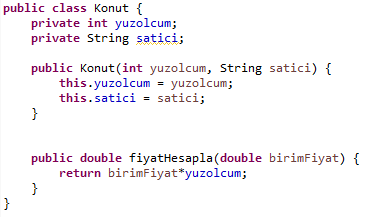 public class Konut {
    private int yuzolcum;
    private String satici;

    public Konut(int yuzolcum, String satici) {
        this.yuzolcum = yuzolcum;
        this.satici = satici;
    }


    public double fiyatHesapla(double birimFiyat) {
        return birimFiyat*yuzolcum;
    }
}